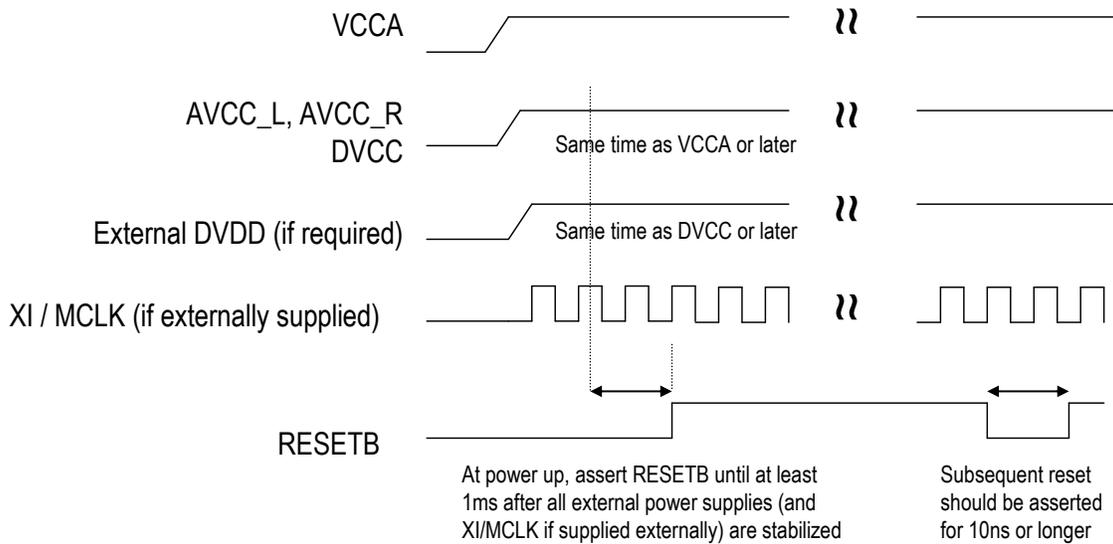 VCCA
AVCC_L, AVCC_R
DVCC
Same time as VCCA or later
External DVDD (if required)
Same time as DVCC or later
XI / MCLK (if externally supplied)
RESETB
At power up, assert RESETB until at least
1ms after all external power supplies (and
XI/MCLK if supplied externally) are stabilized
Subsequent reset
should be asserted
for 10ns or longer